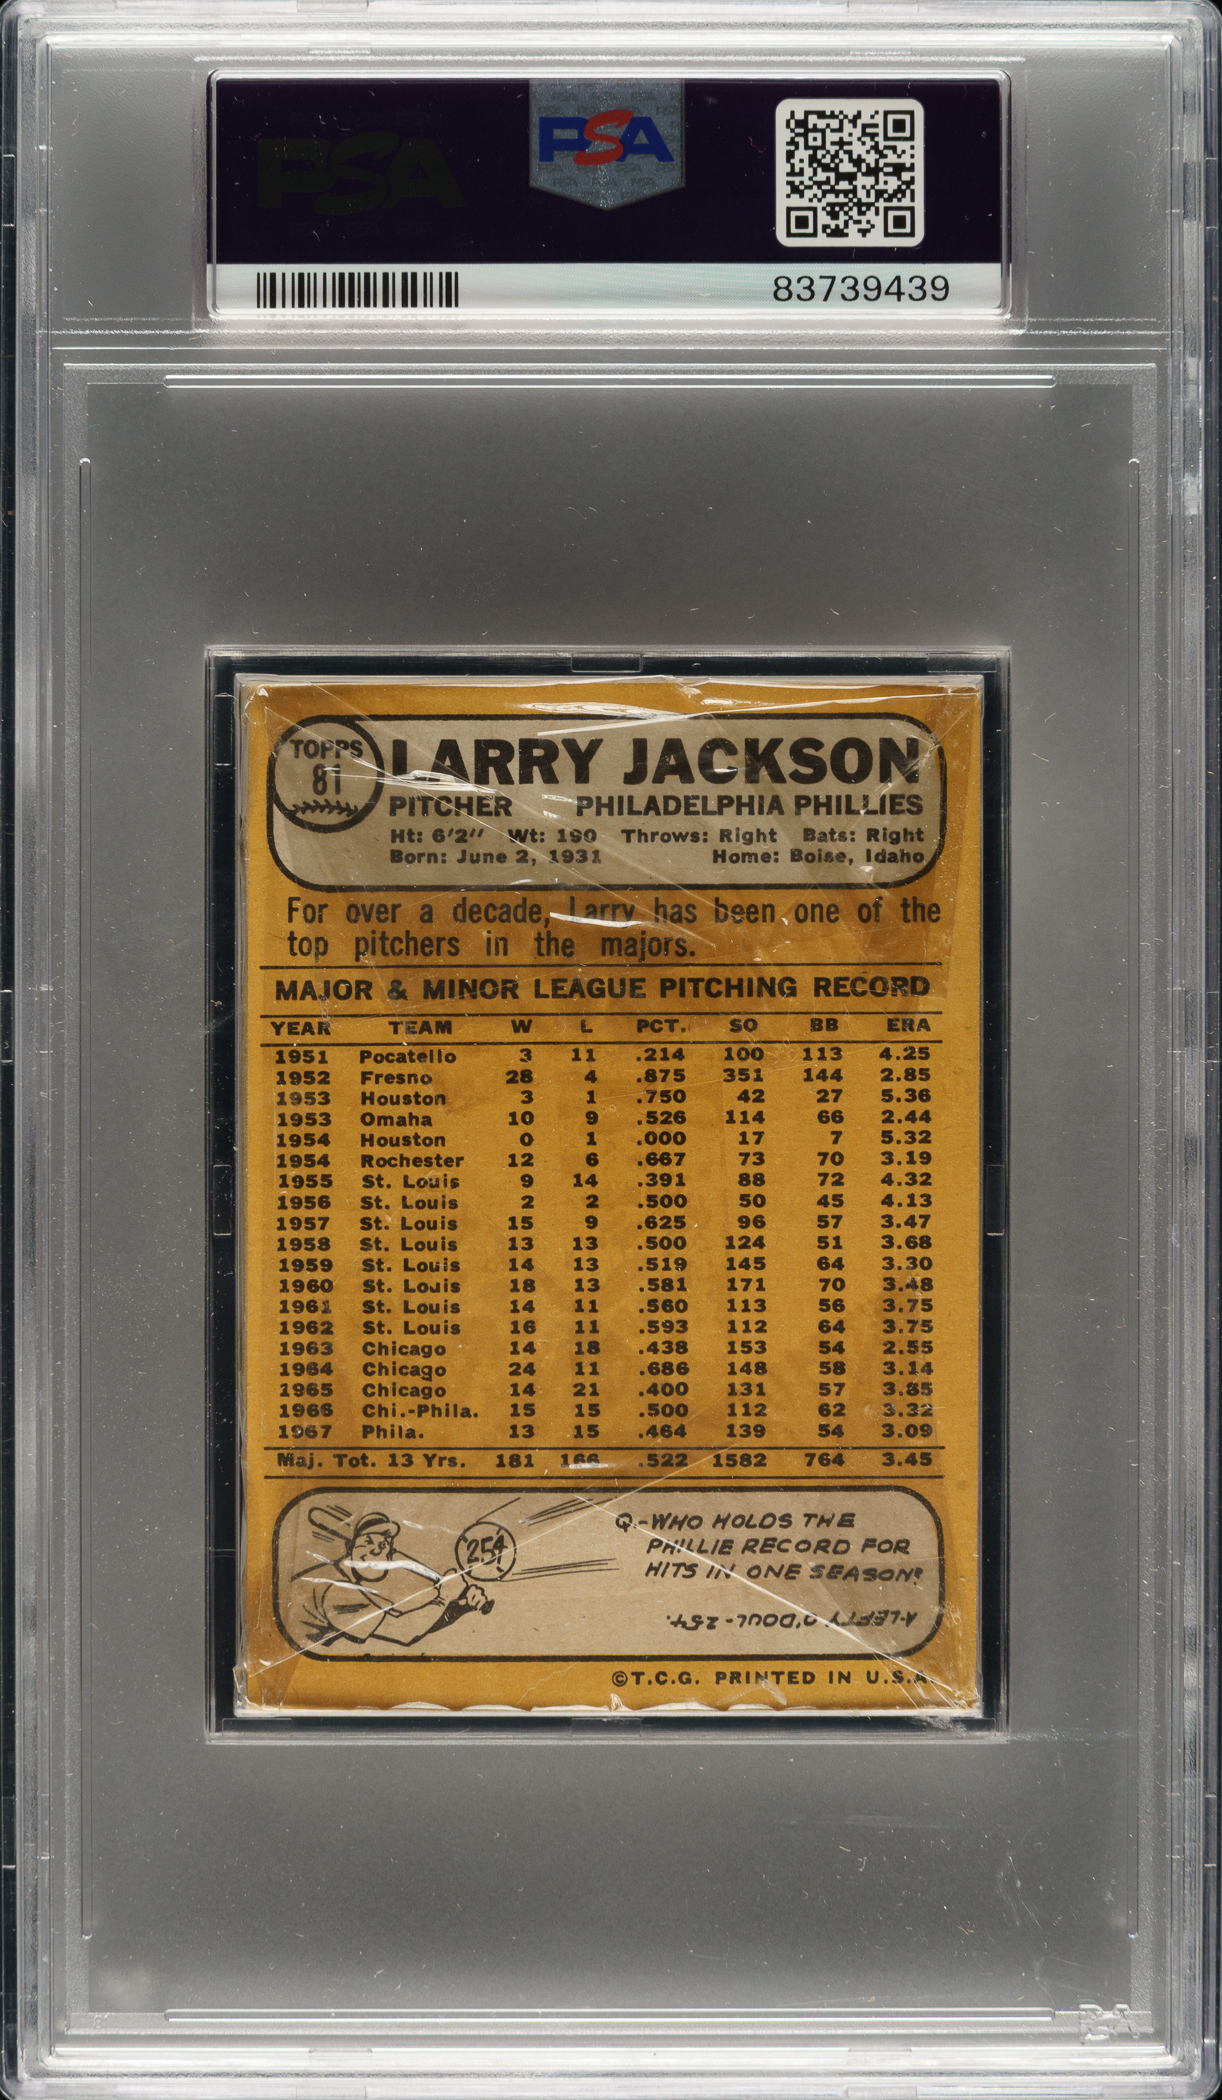 PSA
PSA
83739439
TOPPS
81
LARRY JACKSON
PITCHER PHILADELPHIA PHILLIES
Ht: 6'2" Wt: 190 Throws: Right Bats: Right
Born: June 2, 1931 Home: Boise, Idaho
For over a decade, Larry has been one of the
top pitchers in the majors.
MAJOR & MINOR LEAGUE PITCHING RECORD
YEAR TEAM W L PCT. SO BB ERA
1951 Pocatello 3 11 .214 100 113 4.25
1952 Fresno 28 4 .875 351 144 2.85
1953 Houston 3 1 .750 42 27 5.36
1953 Omaha 10 9 .526 114 66 2.44
1954 Houston 0 1 .000 17 7 5.32
1954 Rochester 12 6 .667 73 70 3.19
1955 St. Louis 9 14 .391 88 72 4.32
1956 St. Louis 2 2 .500 50 45 4.13
1957 St. Louis 15 9 .625 96 57 3.47
1958 St. Louis 13 13 .500 124 51 3.68
1959 St. Louis 14 13 .519 145 64 3.30
1960 St. Louis 18 13 .581 171 70 3.48
1961 St. Louis 14 11 .560 113 56 3.75
1962 St. Louis 16 11 .593 112 64 3.75
1963 Chicago 14 18 .438 153 54 2.55
1964 Chicago 24 11 .686 148 58 3.14
1965 Chicago 14 21 .400 131 57 3.85
1966 Chi.-Phila. 15 15 .500 112 62 3.32
1967 Phila. 13 15 .464 139 54 3.09
Maj. Tot. 13 Yrs. 181 166 .522 1582 764 3.45
254
Q.-WHO HOLDS THE
PHILLIE RECORD FOR
HITS IN ONE SEASON?
A-LEFTY O'DOUL-254.
©T.C.G. PRINTED IN U.S.A.
PSA